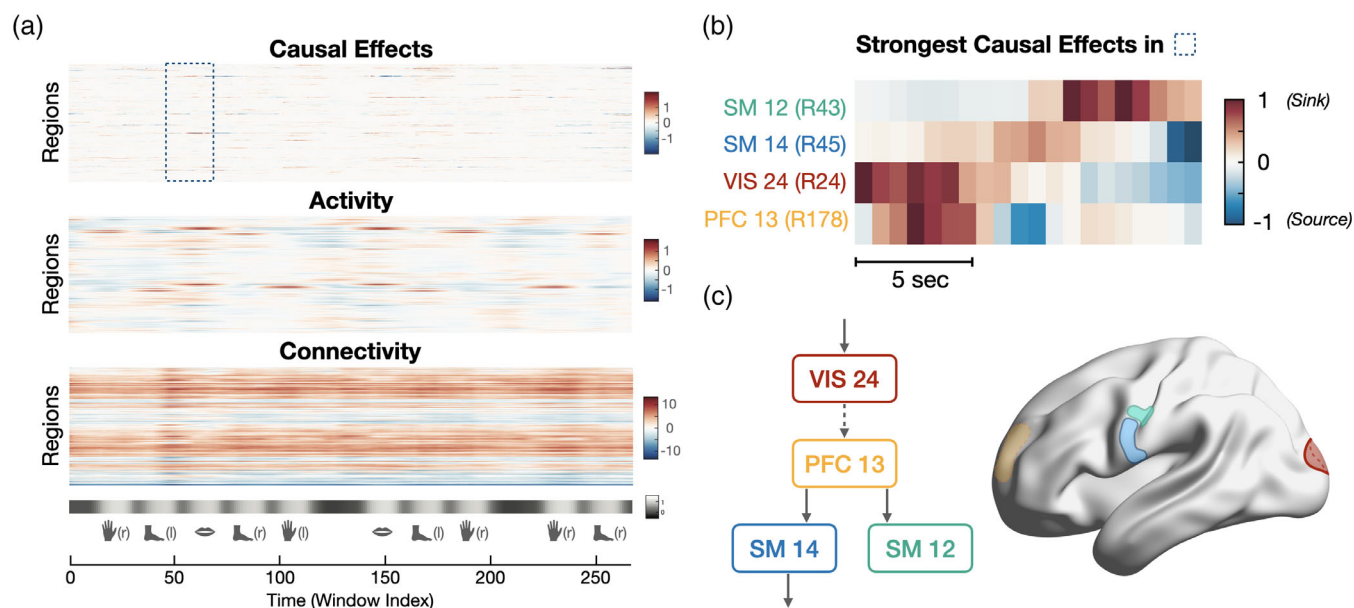 (a)
Causal Effects
Regions
1
0
-1
Activity
Regions
1
0
-1
Connectivity
Regions
10
0
-10
1
0
(r) (l) (r) (l) (l) (r) (r) (r)
0 50 100 150 200 250
Time (Window Index)
(b)
Strongest Causal Effects in
SM 12 (R43)
SM 14 (R45)
VIS 24 (R24)
PFC 13 (R178)
5 sec
1 (Sink)
0
-1 (Source)
(c)
VIS 24
PFC 13
SM 14 SM 12